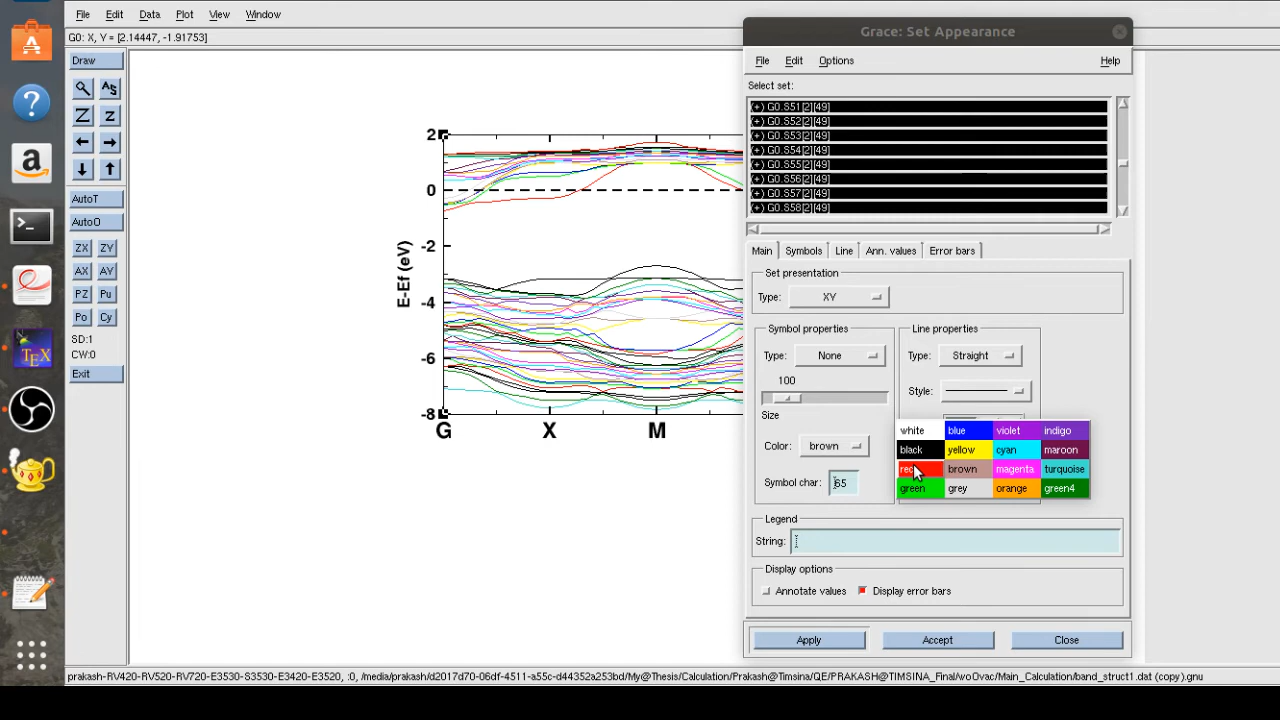 File Edit Data Plot View Window
G0: X, Y = [2.14447, -1.91753]
Draw
AS
Z z
AutoT
AutoO
ZX ZY
AX AY
PZ Pu
Po Cy
SD:1
CW:0
Exit
2
0
-2
-4
-6
-8
E-Ef (eV)
G X M
Grace: Set Appearance
File Edit Options Help
Select set:
(+) G0.S51[2][49]
(+) G0.S52[2][49]
(+) G0.S53[2][49]
(+) G0.S54[2][49]
(+) G0.S55[2][49]
(+) G0.S56[2][49]
(+) G0.S57[2][49]
(+) G0.S58[2][49]
Main Symbols Line Ann. values Error bars
Set presentation
Type: XY
Symbol properties
Type: None
100
Size
Color: brown
Symbol char: 65
Line properties
Type: Straight
Style:
white blue violet indigo
black yellow cyan maroon
red brown magenta turquoise
green grey orange green4
Legend
String:
Display options
Annotate values Display error bars
Apply Accept Close
prakash-RV420-RV520-RV720-E3530-S3530-E3420-E3520, :0, /media/prakash/d2017d70-06df-4511-a55c-d44352a253bd/My@Thesis/Calculation/Prakash@Timsina/QE/PRAKASH@TIMSINA_Final/woOvac/Main_Calculation/band_struct1.dat (copy).gnu